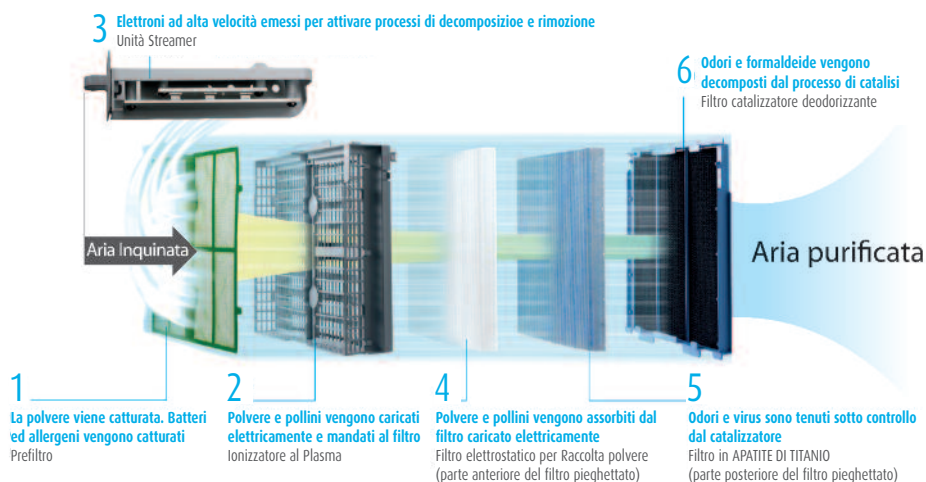 3 Elettroni ad alta velocità emessi per attivare processi di decomposizioe e rimozione
Unità Streamer
6 Odori e formaldeide vengono
decomposti dal processo di catalisi
Filtro catalizzatore deodorizzante
Aria Inquinata
Aria purificata
1
La polvere viene catturata. Batteri
ed allergeni vengono catturati
Prefiltro
2
Polvere e pollini vengono caricati
elettricamente e mandati al filtro
Ionizzatore al Plasma
4
Polvere e pollini vengono assorbiti dal
filtro caricato elettricamente
Filtro elettrostatico per Raccolta polvere
(parte anteriore del filtro pieghettato)
5
Odori e virus sono tenuti sotto controllo
dal catalizzatore
Filtro in APATITE DI TITANIO
(parte posteriore del filtro pieghettato)